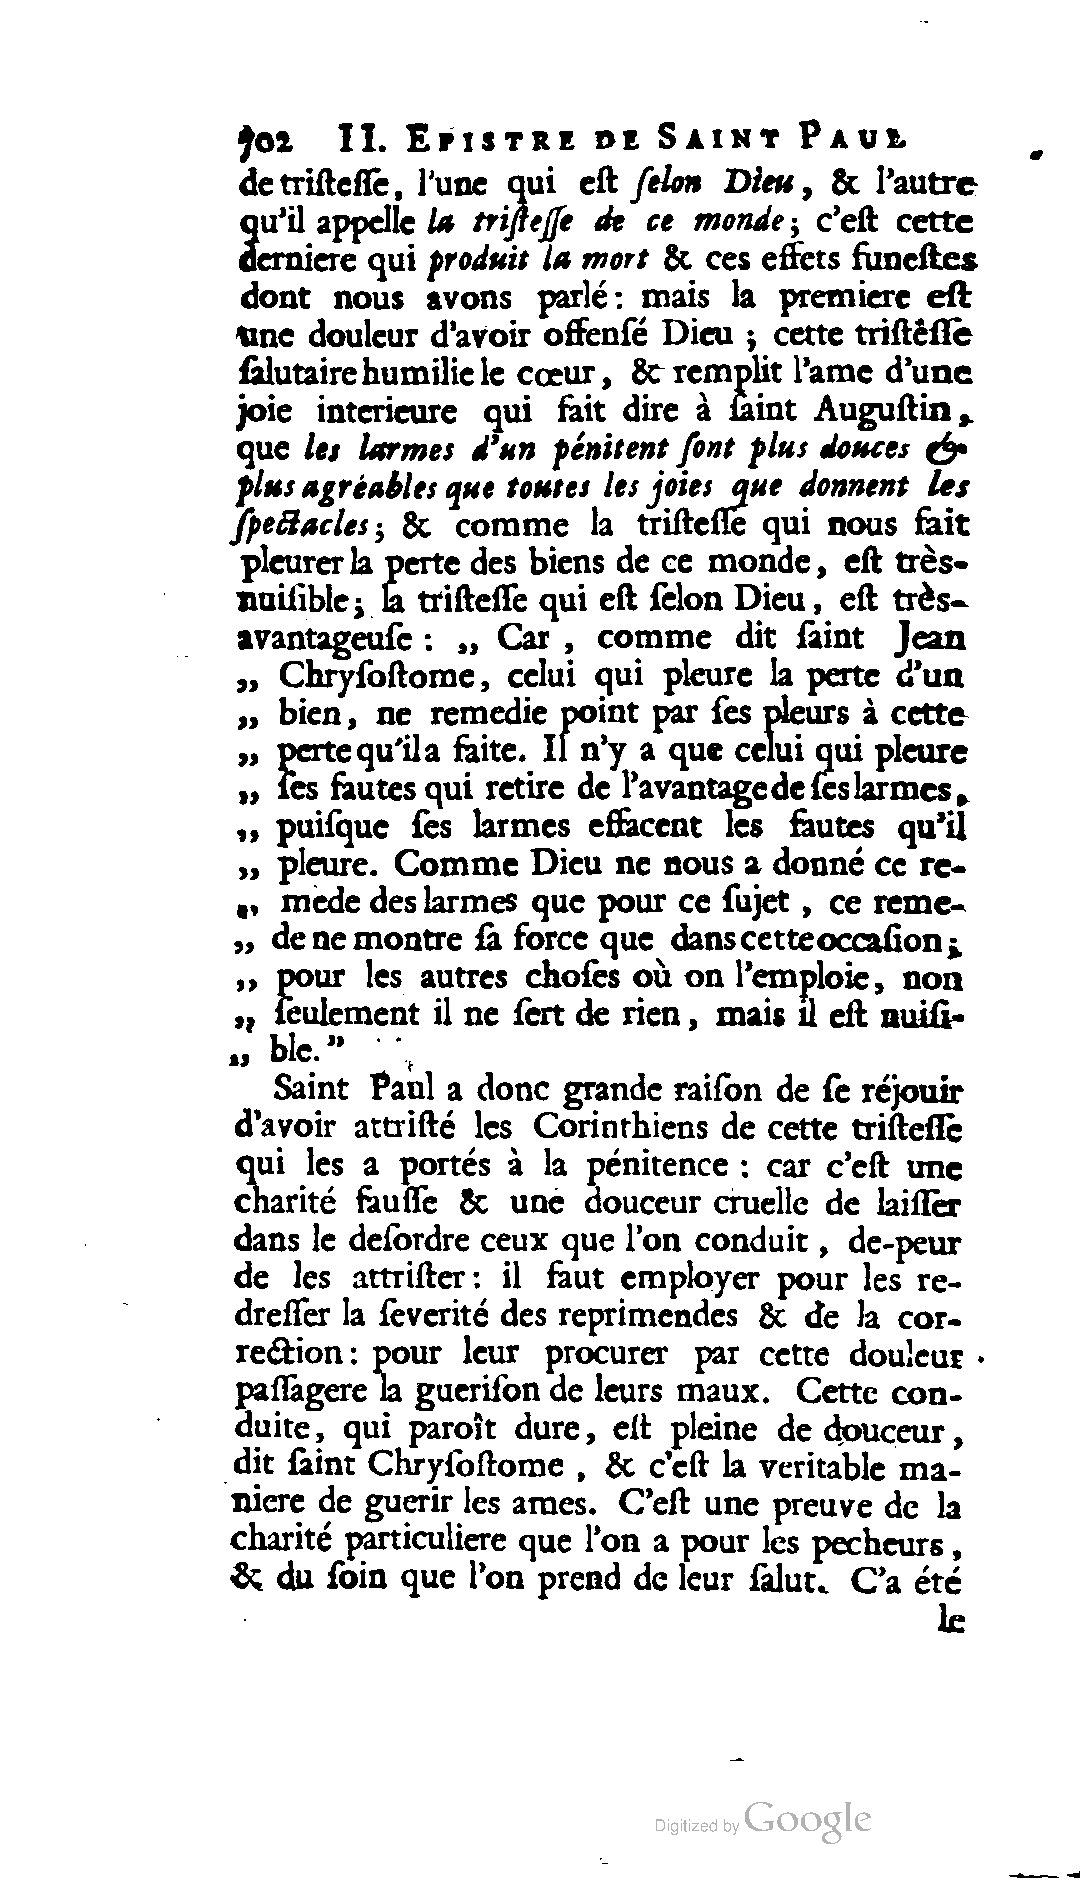 702 II. EPISTRE DE SAINT PAUL
de tristeſſe, l'une qui eſt ſelon Dieu, & l'autre
qu'il appelle la triſteſſe de ce monde; c'eſt cette
derniere qui produit la mort & ces effets funeſtes
dont nous avons parlé: mais la premiere eſt
une douleur d'avoir offenſé Dieu ; cette triſtêſſe
ſalutaire humilie le cœur, & remplit l'ame d'une
joie interieure qui fait dire à ſaint Auguſtin,
que les larmes d'un pénitent ſont plus douces &
plus agréables que toutes les joies que donnent les
ſpectacles; & comme la triſteſſe qui nous fait
pleurer la perte des biens de ce monde, eſt très-
nuiſible; la triſteſſe qui eſt ſelon Dieu, eſt très-
avantageuſe : „ Car, comme dit ſaint Jean
„ Chryſoſtome, celui qui pleure la perte d'un
„ bien, ne remedie point par ſes pleurs à cette
„ perte qu'il a faite. Il n'y a que celui qui pleure
„ ſes fautes qui retire de l'avantage de ſes larmes,
„ puiſque ſes larmes effacent les fautes qu'il
„ pleure. Comme Dieu ne nous a donné ce re-
„ mède des larmes que pour ce ſujet, ce reme-
„ de ne montre ſa force que dans cette occaſion;
„ pour les autres choſes où on l'emploie, non
„ ſeulement il ne ſert de rien, mais il eſt nuiſi-
„ ble."
Saint Paul a donc grande raiſon de ſe réjouir
d'avoir attriſté les Corinthiens de cette triſteſſe
qui les a portés à la pénitence : car c'eſt une
charité fauſſe & une douceur cruelle de laiſſer
dans le deſordre ceux que l'on conduit, de-peur
de les attriſter: il faut employer pour les re-
dreſſer la ſeverité des reprimendes & de la cor-
rection: pour leur procurer par cette douleur
paſſagere la gueriſon de leurs maux. Cette con-
duite, qui paroît dure, eſt pleine de douceur,
dit ſaint Chryſoſtome, & c'eſt la veritable ma-
niere de guerir les ames. C'eſt une preuve de la
charité particuliere que l'on a pour les pecheurs,
& du ſoin que l'on prend de leur ſalut. C'a été
le
Digitized by Google